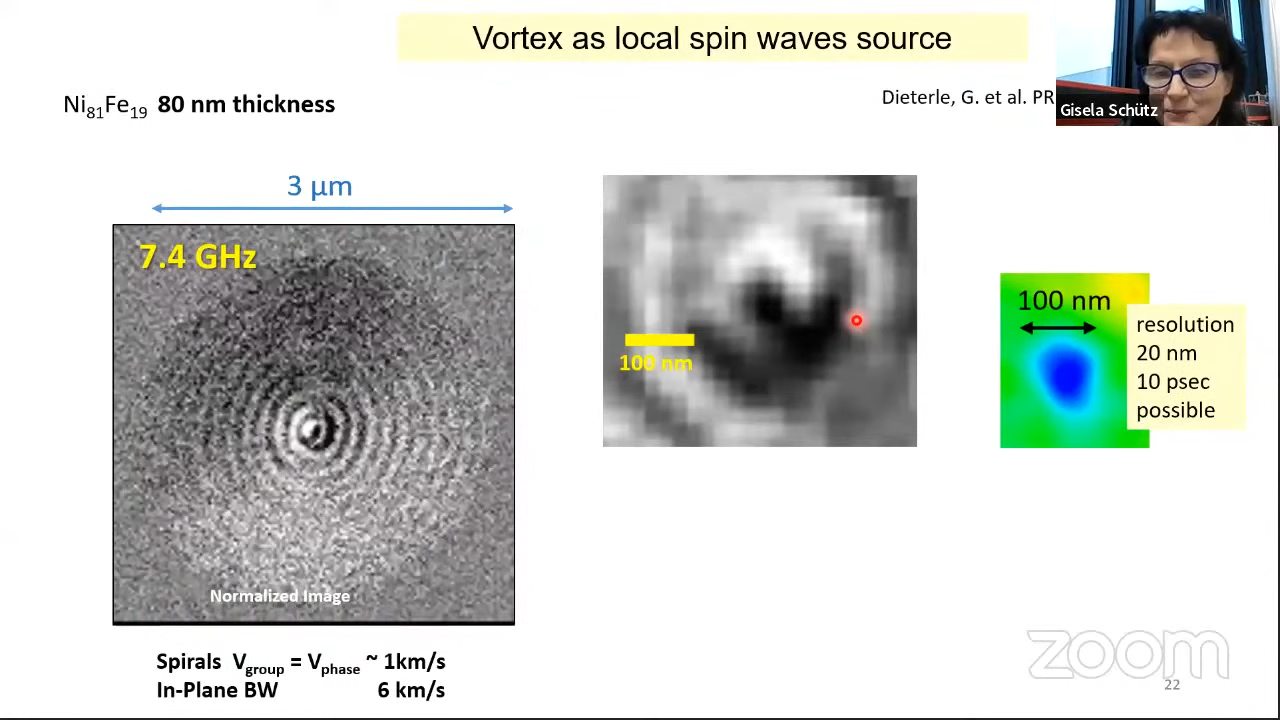 Vortex as local spin waves source
Ni81Fe19 80 nm thickness
Dieterle, G. et al. PR
Gisela Schütz
3 µm
7.4 GHz
Normalized Image
100 nm
100 nm
resolution
20 nm
10 psec
possible
Spirals Vgroup = Vphase ~ 1km/s
In-Plane BW 6 km/s
zoom
22